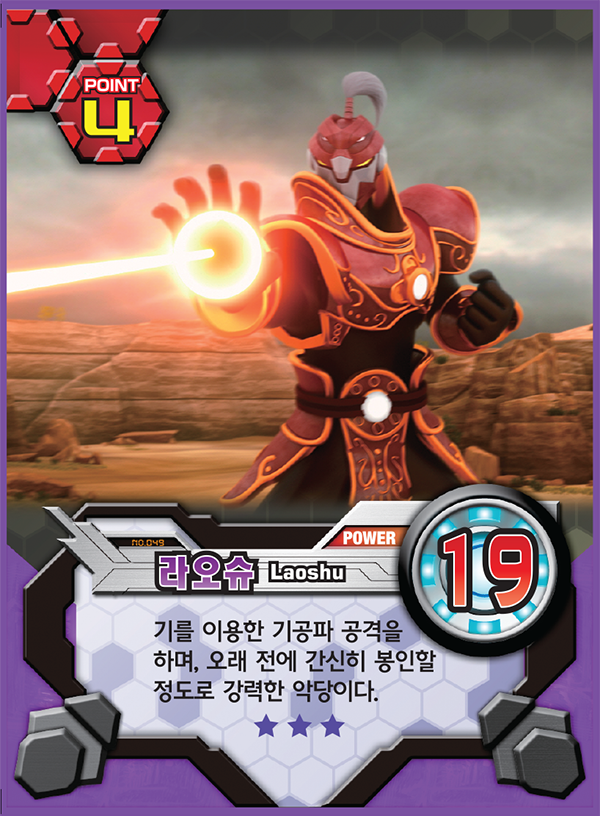 POINT
4
NO.049
POWER
19
라오슈 Laoshu
기를 이용한 기공파 공격을
하며, 오래 전에 간신히 봉인할
정도로 강력한 악당이다.